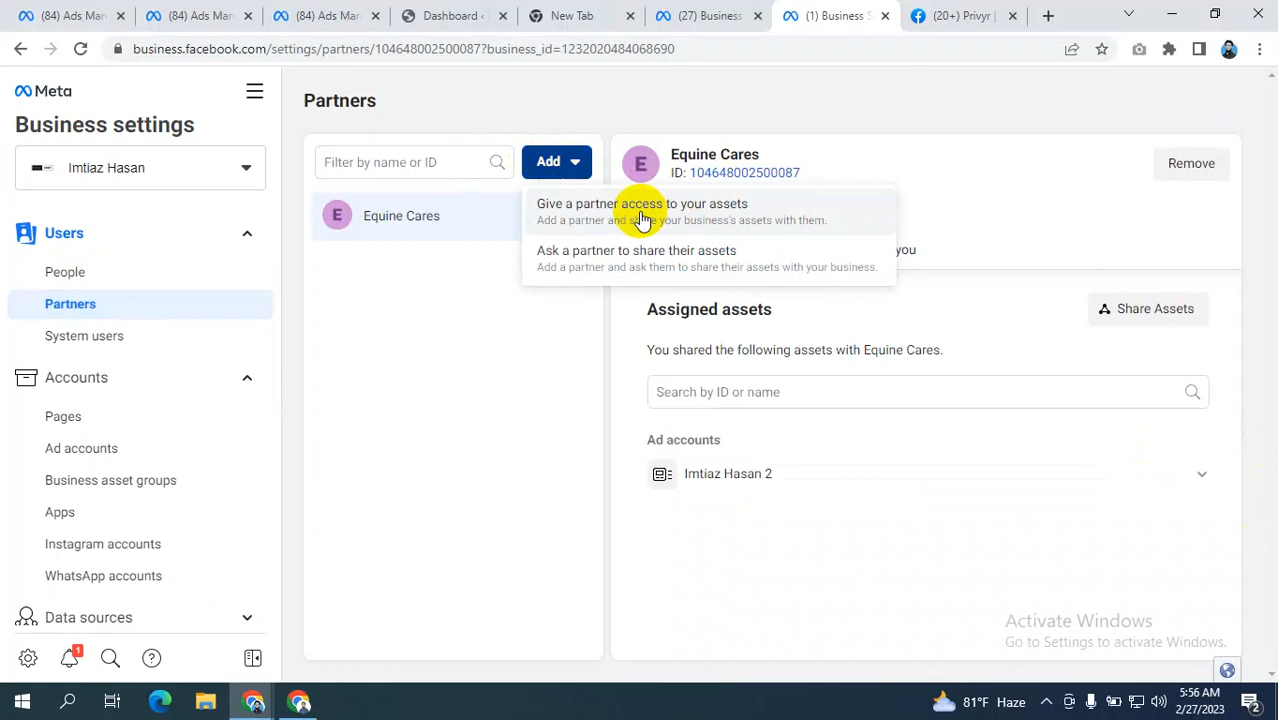 (84) Ads Mar
(84) Ads Mar
(84) Ads Mar
Dashboard ‹
New Tab
(27) Business
(1) Business S
(20+) Privyr |
business.facebook.com/settings/partners/104648002500087?business_id=1232020484068690
Meta
Business settings
Imtiaz Hasan
Users
People
Partners
System users
Accounts
Pages
Ad accounts
Business asset groups
Apps
Instagram accounts
WhatsApp accounts
Data sources
1
Partners
Filter by name or ID
Add
E
Equine Cares
Give a partner access to your assets
Add a partner and share your business's assets with them.
Ask a partner to share their assets
Add a partner and ask them to share their assets with your business.
E
Equine Cares
ID: 104648002500087
Remove
you
Assigned assets
Share Assets
You shared the following assets with Equine Cares.
Search by ID or name
Ad accounts
Imtiaz Hasan 2
Activate Windows
Go to Settings to activate Windows.
81°F Haze
5:56 AM
2/27/2023
2